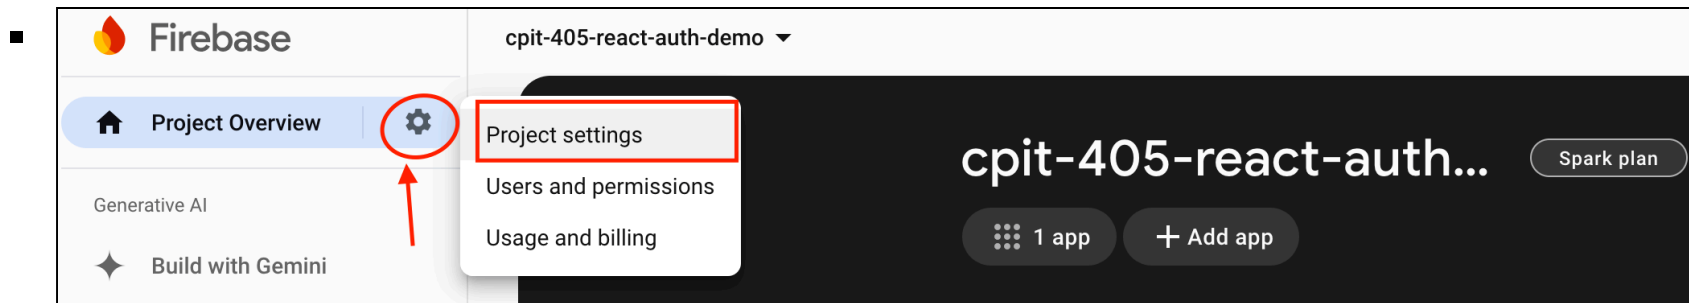 Firebase
cpit-405-react-auth-demo
Project Overview
Project settings
Users and permissions
Usage and billing
Generative AI
Build with Gemini
cpit-405-react-auth...
Spark plan
1 app
Add app